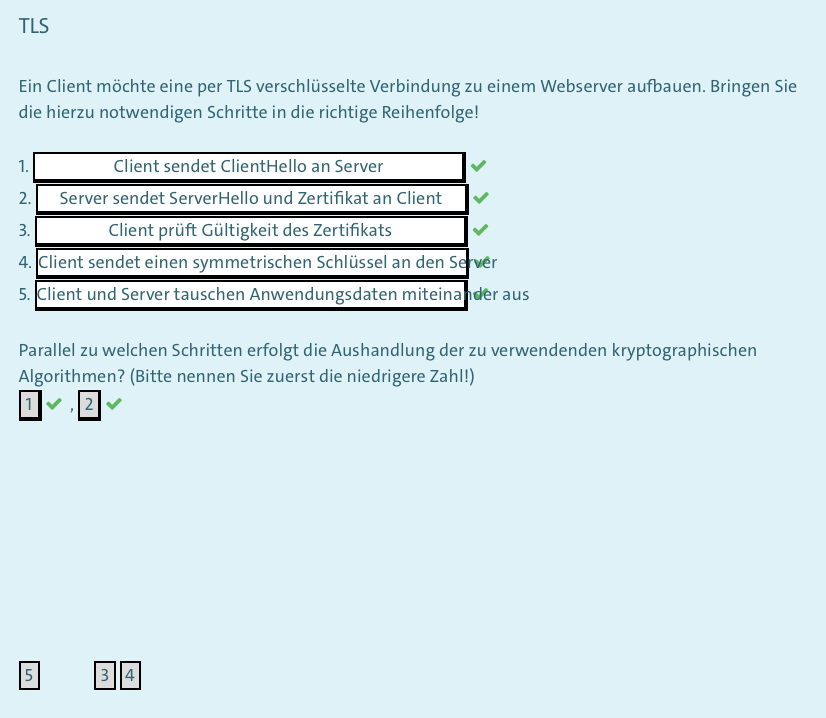 TLS
Ein Client möchte eine per TLS verschlüsselte Verbindung zu einem Webserver aufbauen. Bringen Sie
die hierzu notwendigen Schritte in die richtige Reihenfolge!
1. Client sendet ClientHello an Server
2. Server sendet ServerHello und Zertifikat an Client
3. Client prüft Gültigkeit des Zertifikats
4. Client sendet einen symmetrischen Schlüssel an den Server
5. Client und Server tauschen Anwendungsdaten miteinander aus
Parallel zu welchen Schritten erfolgt die Aushandlung der zu verwendenden kryptographischen
Algorithmen? (Bitte nennen Sie zuerst die niedrigere Zahl!)
1 , 2
5 3 4